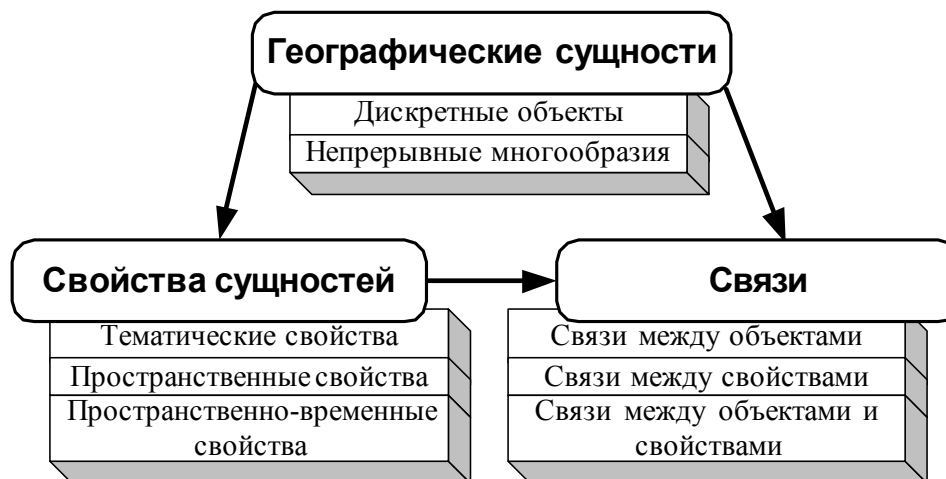 Географические сущности
Дискретные объекты
Непрерывные многообразия
Свойства сущностей
Тематические свойства
Пространственные свойства
Пространственно-временные
свойства
Связи
Связи между объектами
Связи между свойствами
Связи между объектами и
свойствами